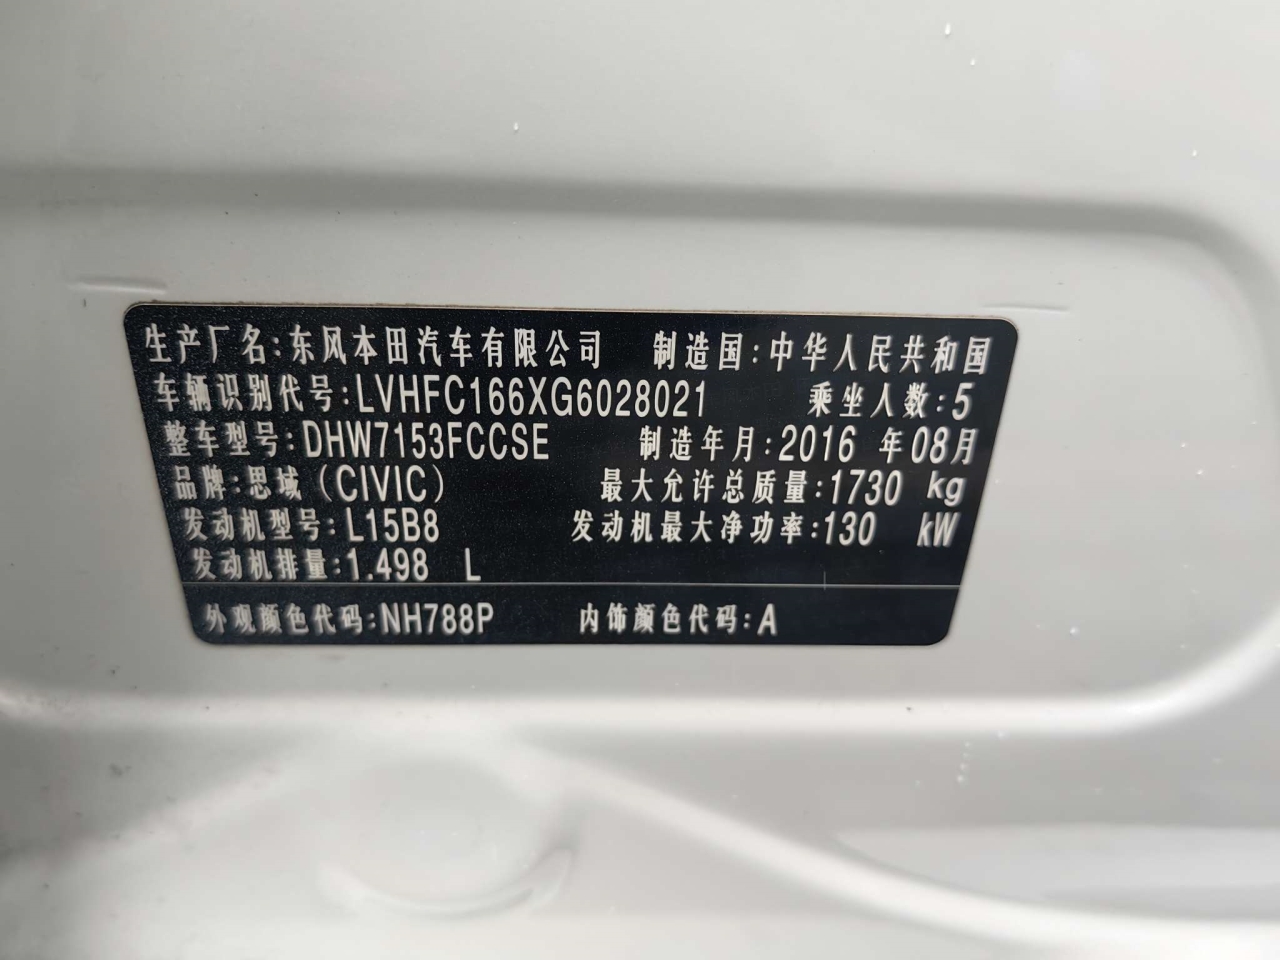 生产厂名:东风本田汽车有限公司 制造国:中华人民共和国
车辆识别代号:LVHFC166XG6028021 乘坐人数:5
整车型号:DHW7153FCCSE 制造年月:2016 年08月
品牌:思域(CIVIC) 最大允许总质量:1730 kg
发动机型号:L15B8 发动机最大净功率:130 kW
发动机排量:1.498 L
外观颜色代码:NH788P 内饰颜色代码:A